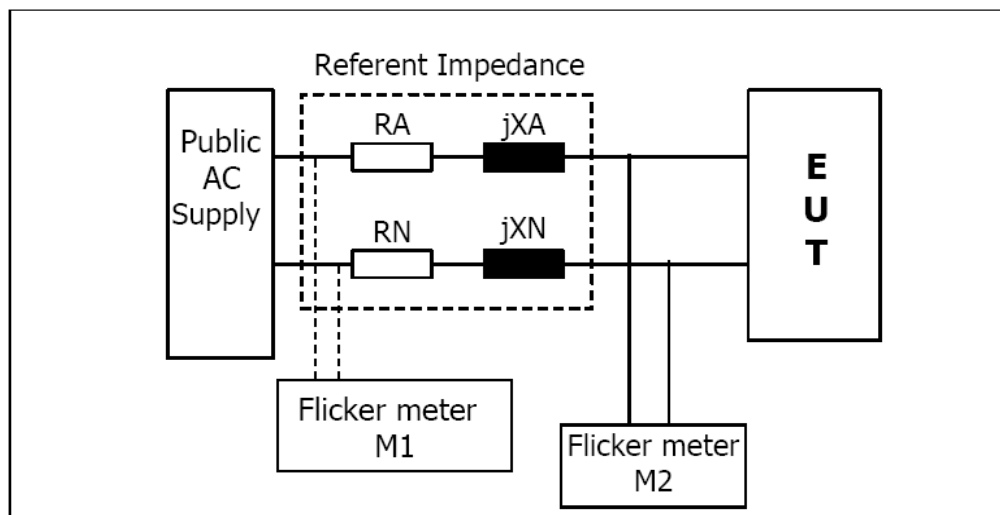 Referent Impedance
Public
AC
Supply
RA
jXA
RN
jXN
E
U
T
Flicker meter
M1
Flicker meter
M2